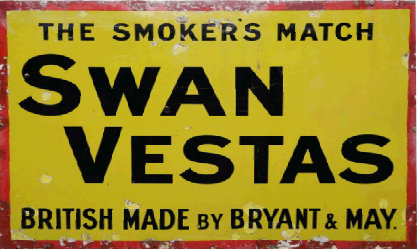 THE SMOKER'S MATCH
SWAN
VESTAS
BRITISH MADE BY BRYANT & MAY.